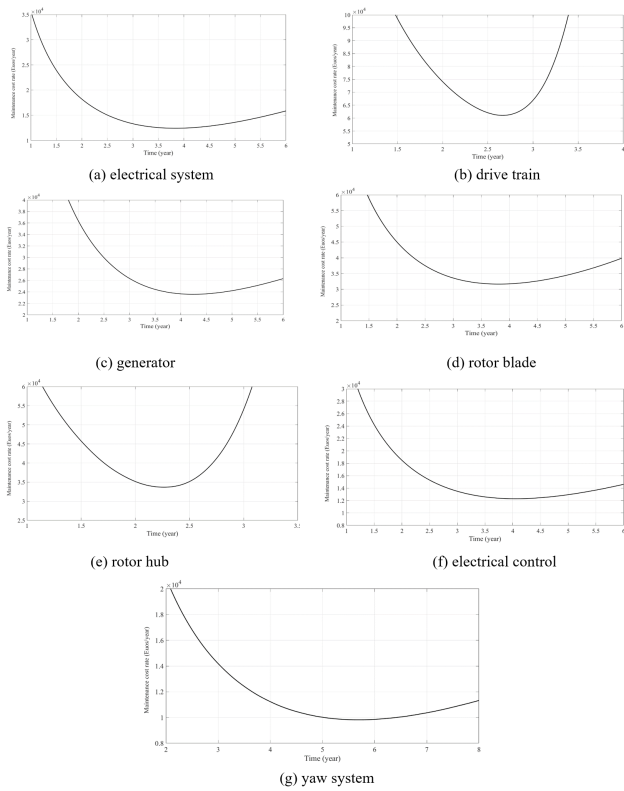 ×10⁴
3.5
3
2.5
2
1.5
1
Maintenance cost rate (Euos/year)
1 1.5 2 2.5 3 3.5 4 4.5 5 5.5 6
Time (year)
(a) electrical system
×10⁴
10
9.5
9
8.5
8
7.5
7
6.5
6
5.5
5
Maintenance cost rate (Euos/year)
1 1.5 2 2.5 3 3.5 4
Time (year)
(b) drive train
×10⁴
4
3.8
3.6
3.4
3.2
3
2.8
2.6
2.4
2.2
2
Maintenance cost rate (Euos/year)
1 1.5 2 2.5 3 3.5 4 4.5 5 5.5 6
Time (year)
(c) generator
×10⁴
6
5.5
5
4.5
4
3.5
3
2.5
2
Maintenance cost rate (Euos/year)
1 1.5 2 2.5 3 3.5 4 4.5 5 5.5 6
Time (year)
(d) rotor blade
×10⁴
6
5.5
5
4.5
4
3.5
3
2.5
Maintenance cost rate (Euos/year)
1 1.5 2 2.5 3 3.
Time (year)
(e) rotor hub
×10⁴
3
2.8
2.6
2.4
2.2
2
1.8
1.6
1.4
1.2
1
0.8
Maintenance cost rate (Euos/year)
1 1.5 2 2.5 3 3.5 4 4.5 5 5.5 6
Time (year)
(f) electrical control
×10⁴
2
1.8
1.6
1.4
1.2
1
0.8
Maintenance cost rate (Euos/year)
2 3 4 5 6 7 8
Time (year)
(g) yaw system